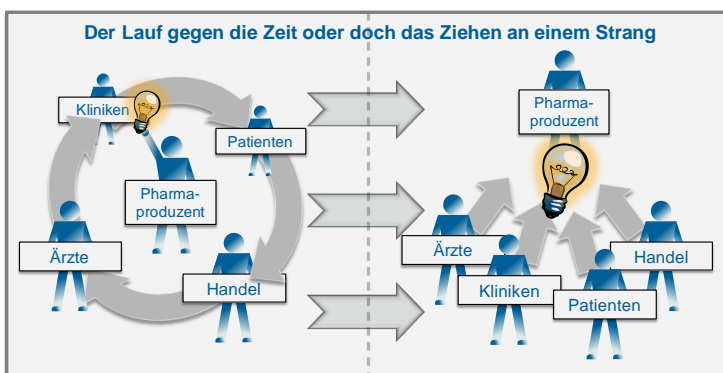 Der Lauf gegen die Zeit oder doch das Ziehen an einem Strang
Kliniken
Patienten
Pharma-
produzent
Ärzte
Handel
Pharma-
produzent
Ärzte
Kliniken
Patienten
Handel